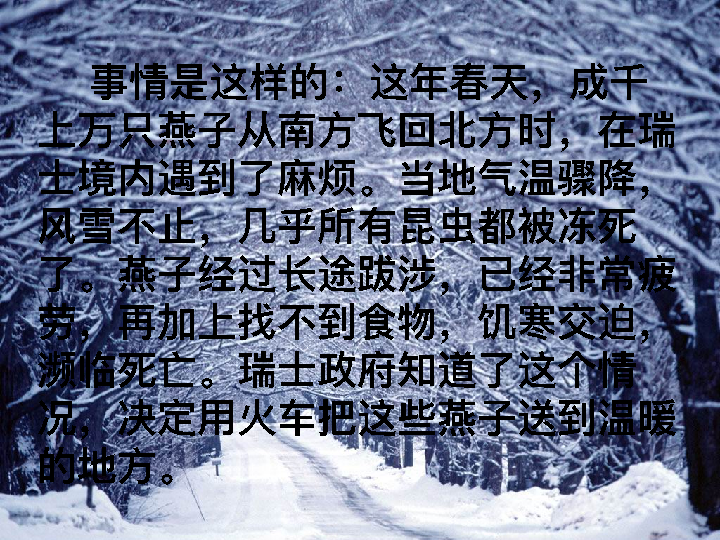 事情是这样的：这年春天，成千
上万只燕子从南方飞回北方时，在瑞
士境内遇到了麻烦。当地气温骤降，
风雪不止，几乎所有昆虫都被冻死
了。燕子经过长途跋涉，已经非常疲
劳，再加上找不到食物，饥寒交迫，
濒临死亡。瑞士政府知道了这个情
况，决定用火车把这些燕子送到温暖
的地方。